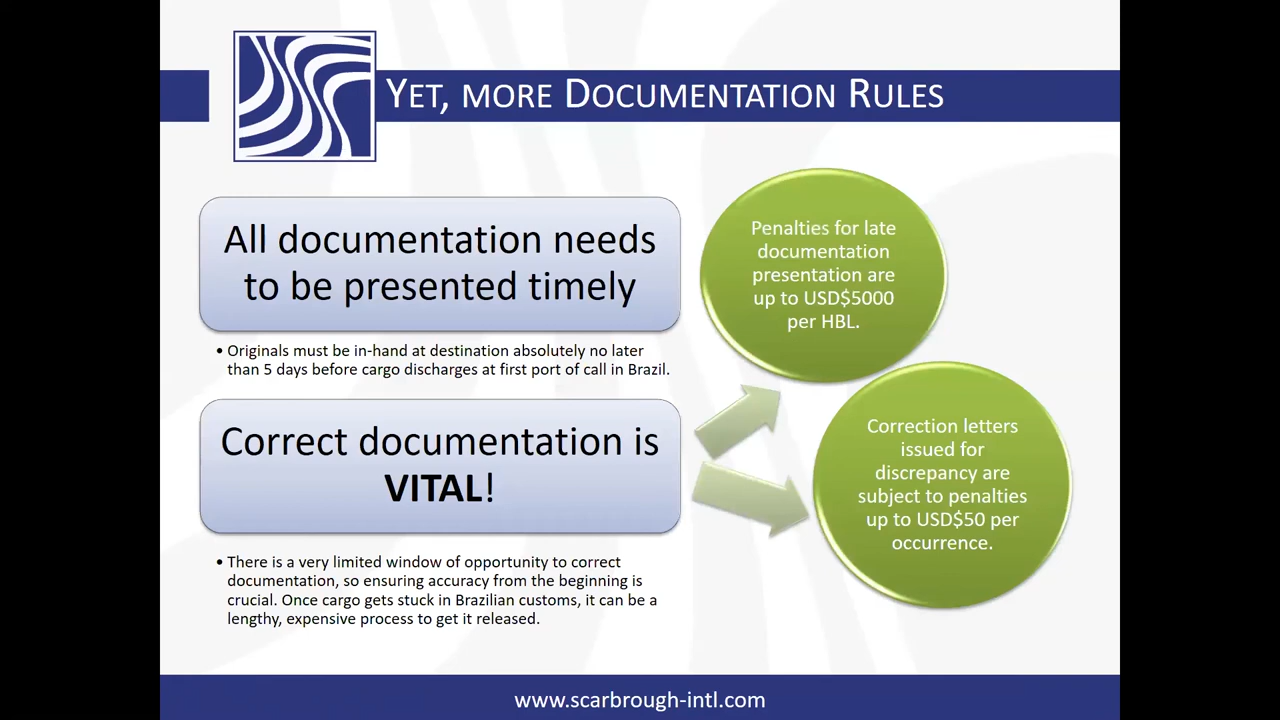 YET, MORE DOCUMENTATION RULES
All documentation needs
to be presented timely
• Originals must be in-hand at destination absolutely no later
than 5 days before cargo discharges at first port of call in Brazil.
Correct documentation is
VITAL!
• There is a very limited window of opportunity to correct
documentation, so ensuring accuracy from the beginning is
crucial. Once cargo gets stuck in Brazilian customs, it can be a
lengthy, expensive process to get it released.
Penalties for late
documentation
presentation are
up to USD$5000
per HBL.
Correction letters
issued for
discrepancy are
subject to penalties
up to USD$50 per
occurrence.
www.scarbrough-intl.com